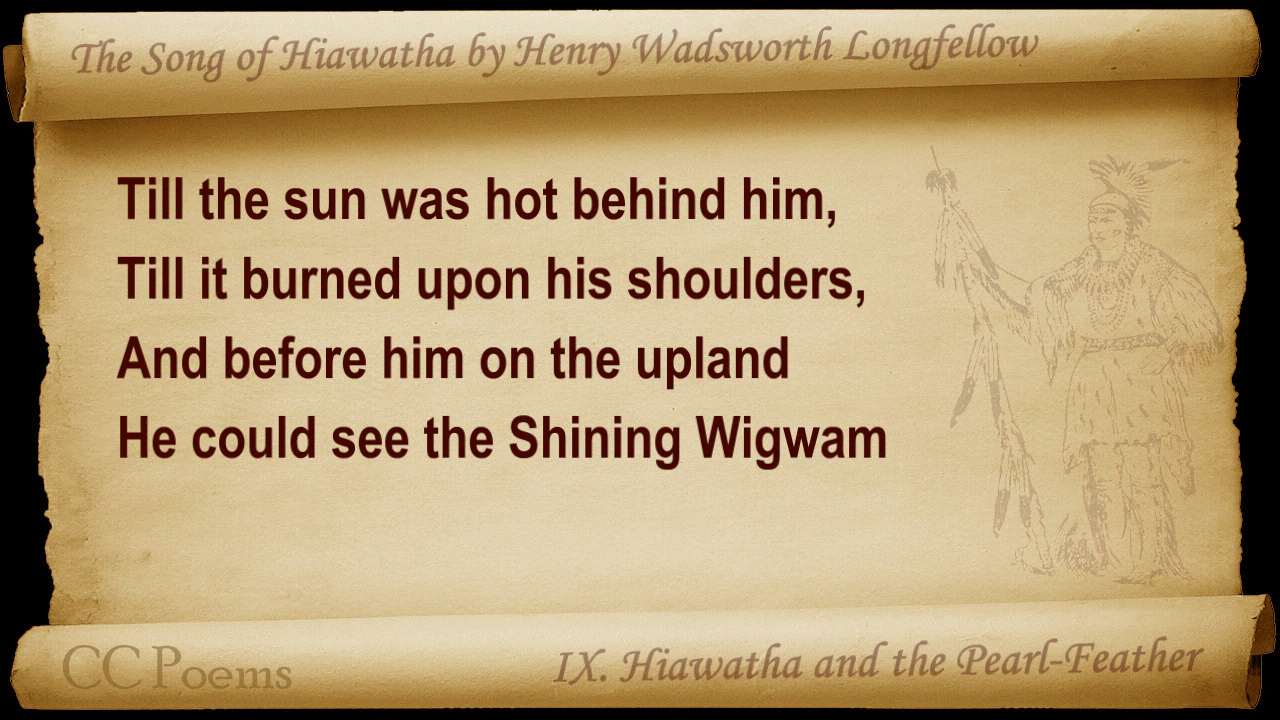 The Song of Hiawatha by Henry Wadsworth Longfellow
Till the sun was hot behind him,
Till it burned upon his shoulders,
And before him on the upland
He could see the Shining Wigwam
CC Poems
IX. Hiawatha and the Pearl-Feather